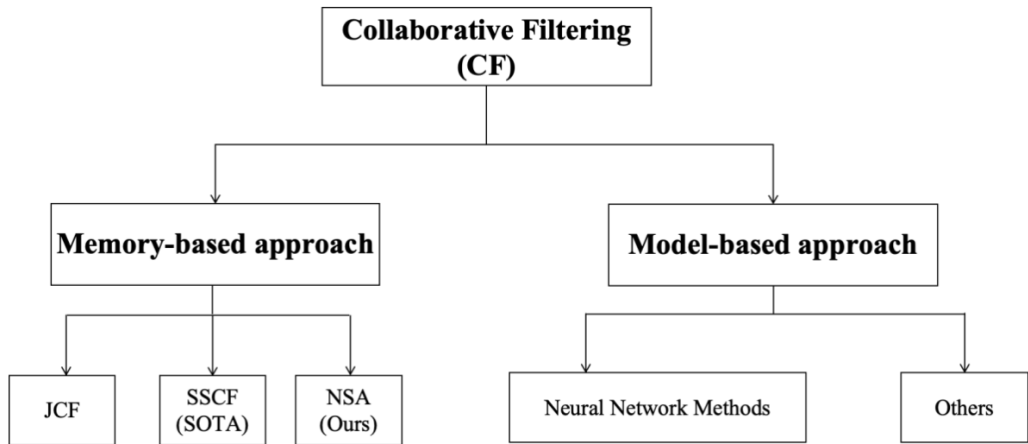 Collaborative Filtering
(CF)
Memory-based approach
Model-based approach
JCF
SSCF
(SOTA)
NSA
(Ours)
Neural Network Methods
Others